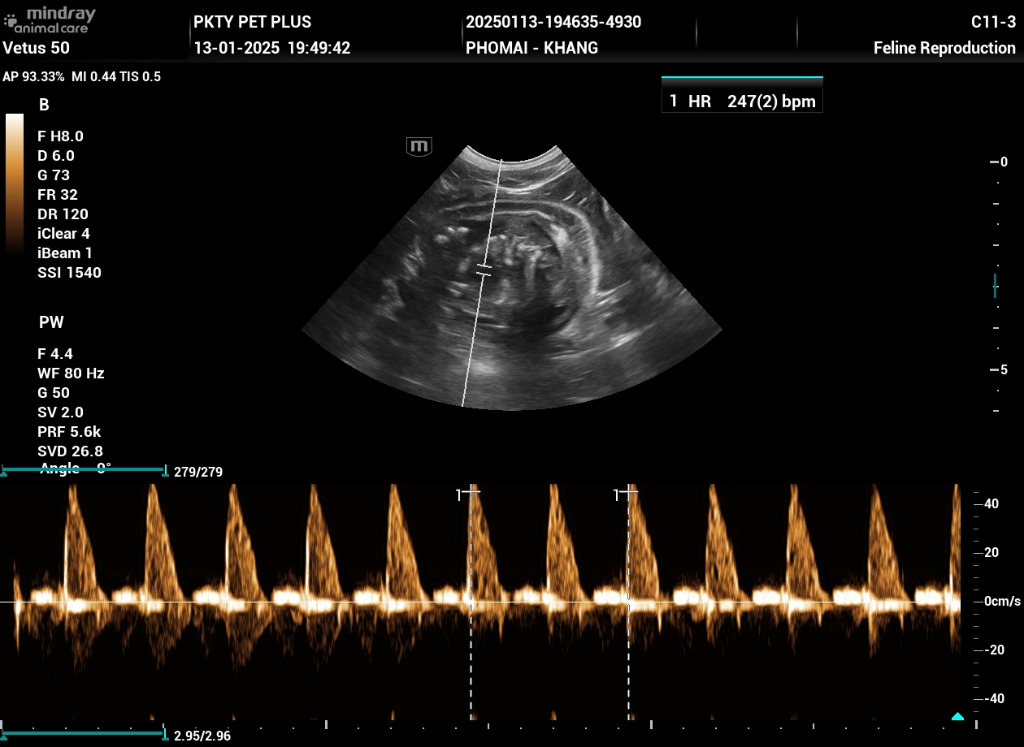 mindray
animalcare
Vetus 50
PKTY PET PLUS
13-01-2025 19:49:42
20250113-194635-4930
PHOMAI - KHANG
C11-3
Feline Reproduction
AP 93.33% MI 0.44 TIS 0.5
1 HR 247(2) bpm
B
F H8.0
D 6.0
G 73
FR 32
DR 120
iClear 4
iBeam 1
SSI 1540
m
0
5
PW
F 4.4
WF 80 Hz
G 50
SV 2.0
PRF 5.6k
SVD 26.8
Angle 0°
279/279
1
1
40
20
0cm/s
-20
-40
2.95/2.96